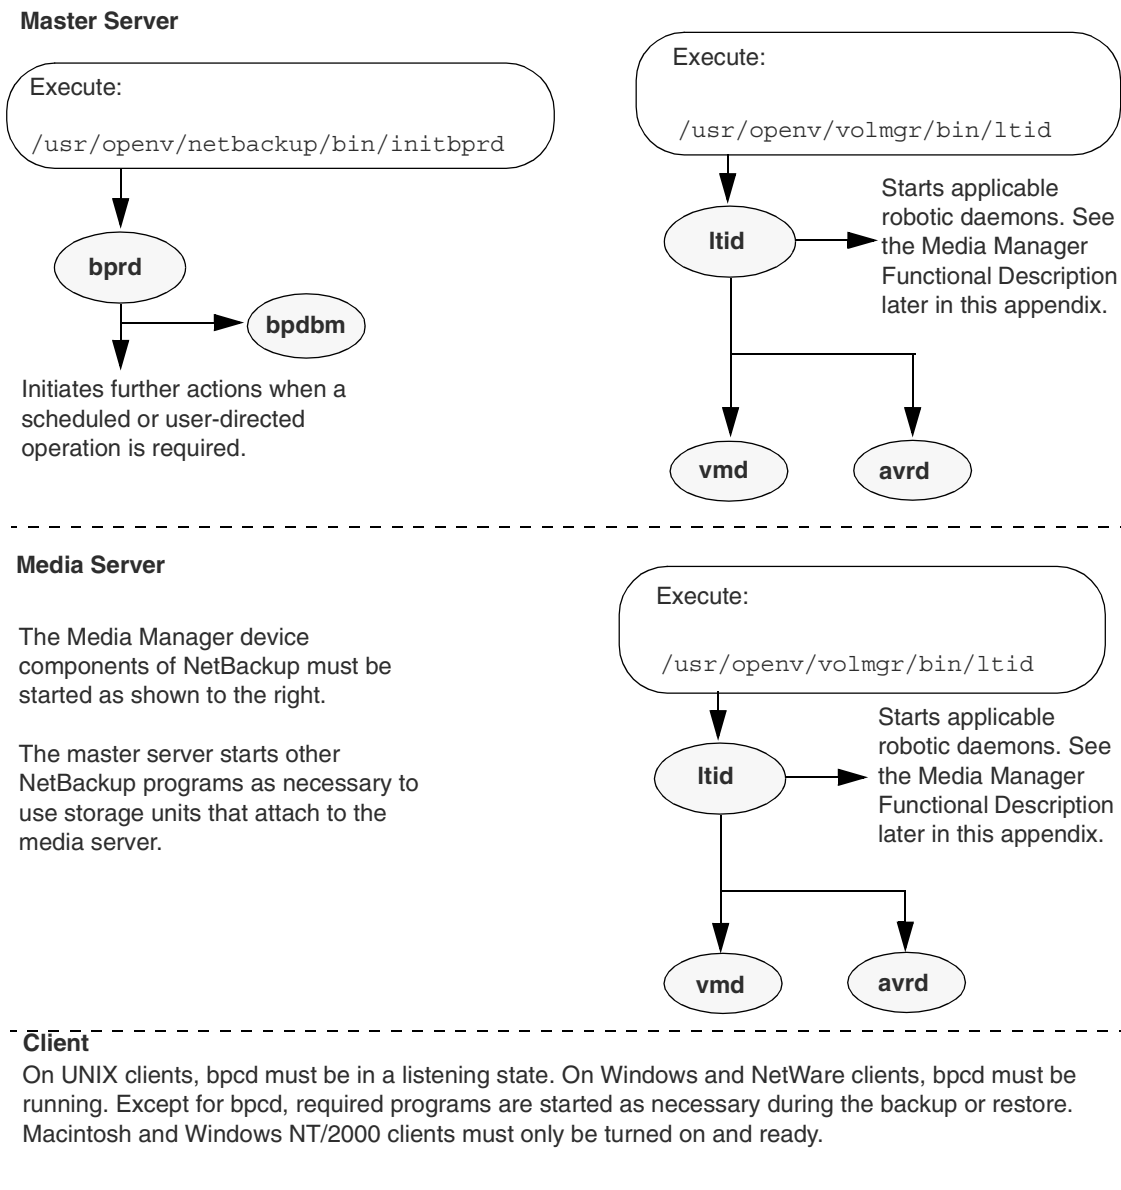 Master Server
Execute:
/usr/openv/netbackup/bin/initbprd
bprd
bpdbm
Initiates further actions when a
scheduled or user-directed
operation is required.
Execute:
/usr/openv/volmgr/bin/ltid
ltid
Starts applicable
robotic daemons. See
the Media Manager
Functional Description
later in this appendix.
vmd
avrd
Media Server
The Media Manager device
components of NetBackup must be
started as shown to the right.
The master server starts other
NetBackup programs as necessary to
use storage units that attach to the
media server.
Execute:
/usr/openv/volmgr/bin/ltid
ltid
Starts applicable
robotic daemons. See
the Media Manager
Functional Description
later in this appendix.
vmd
avrd
Client
On UNIX clients, bpcd must be in a listening state. On Windows and NetWare clients, bpcd must be
running. Except for bpcd, required programs are started as necessary during the backup or restore.
Macintosh and Windows NT/2000 clients must only be turned on and ready.